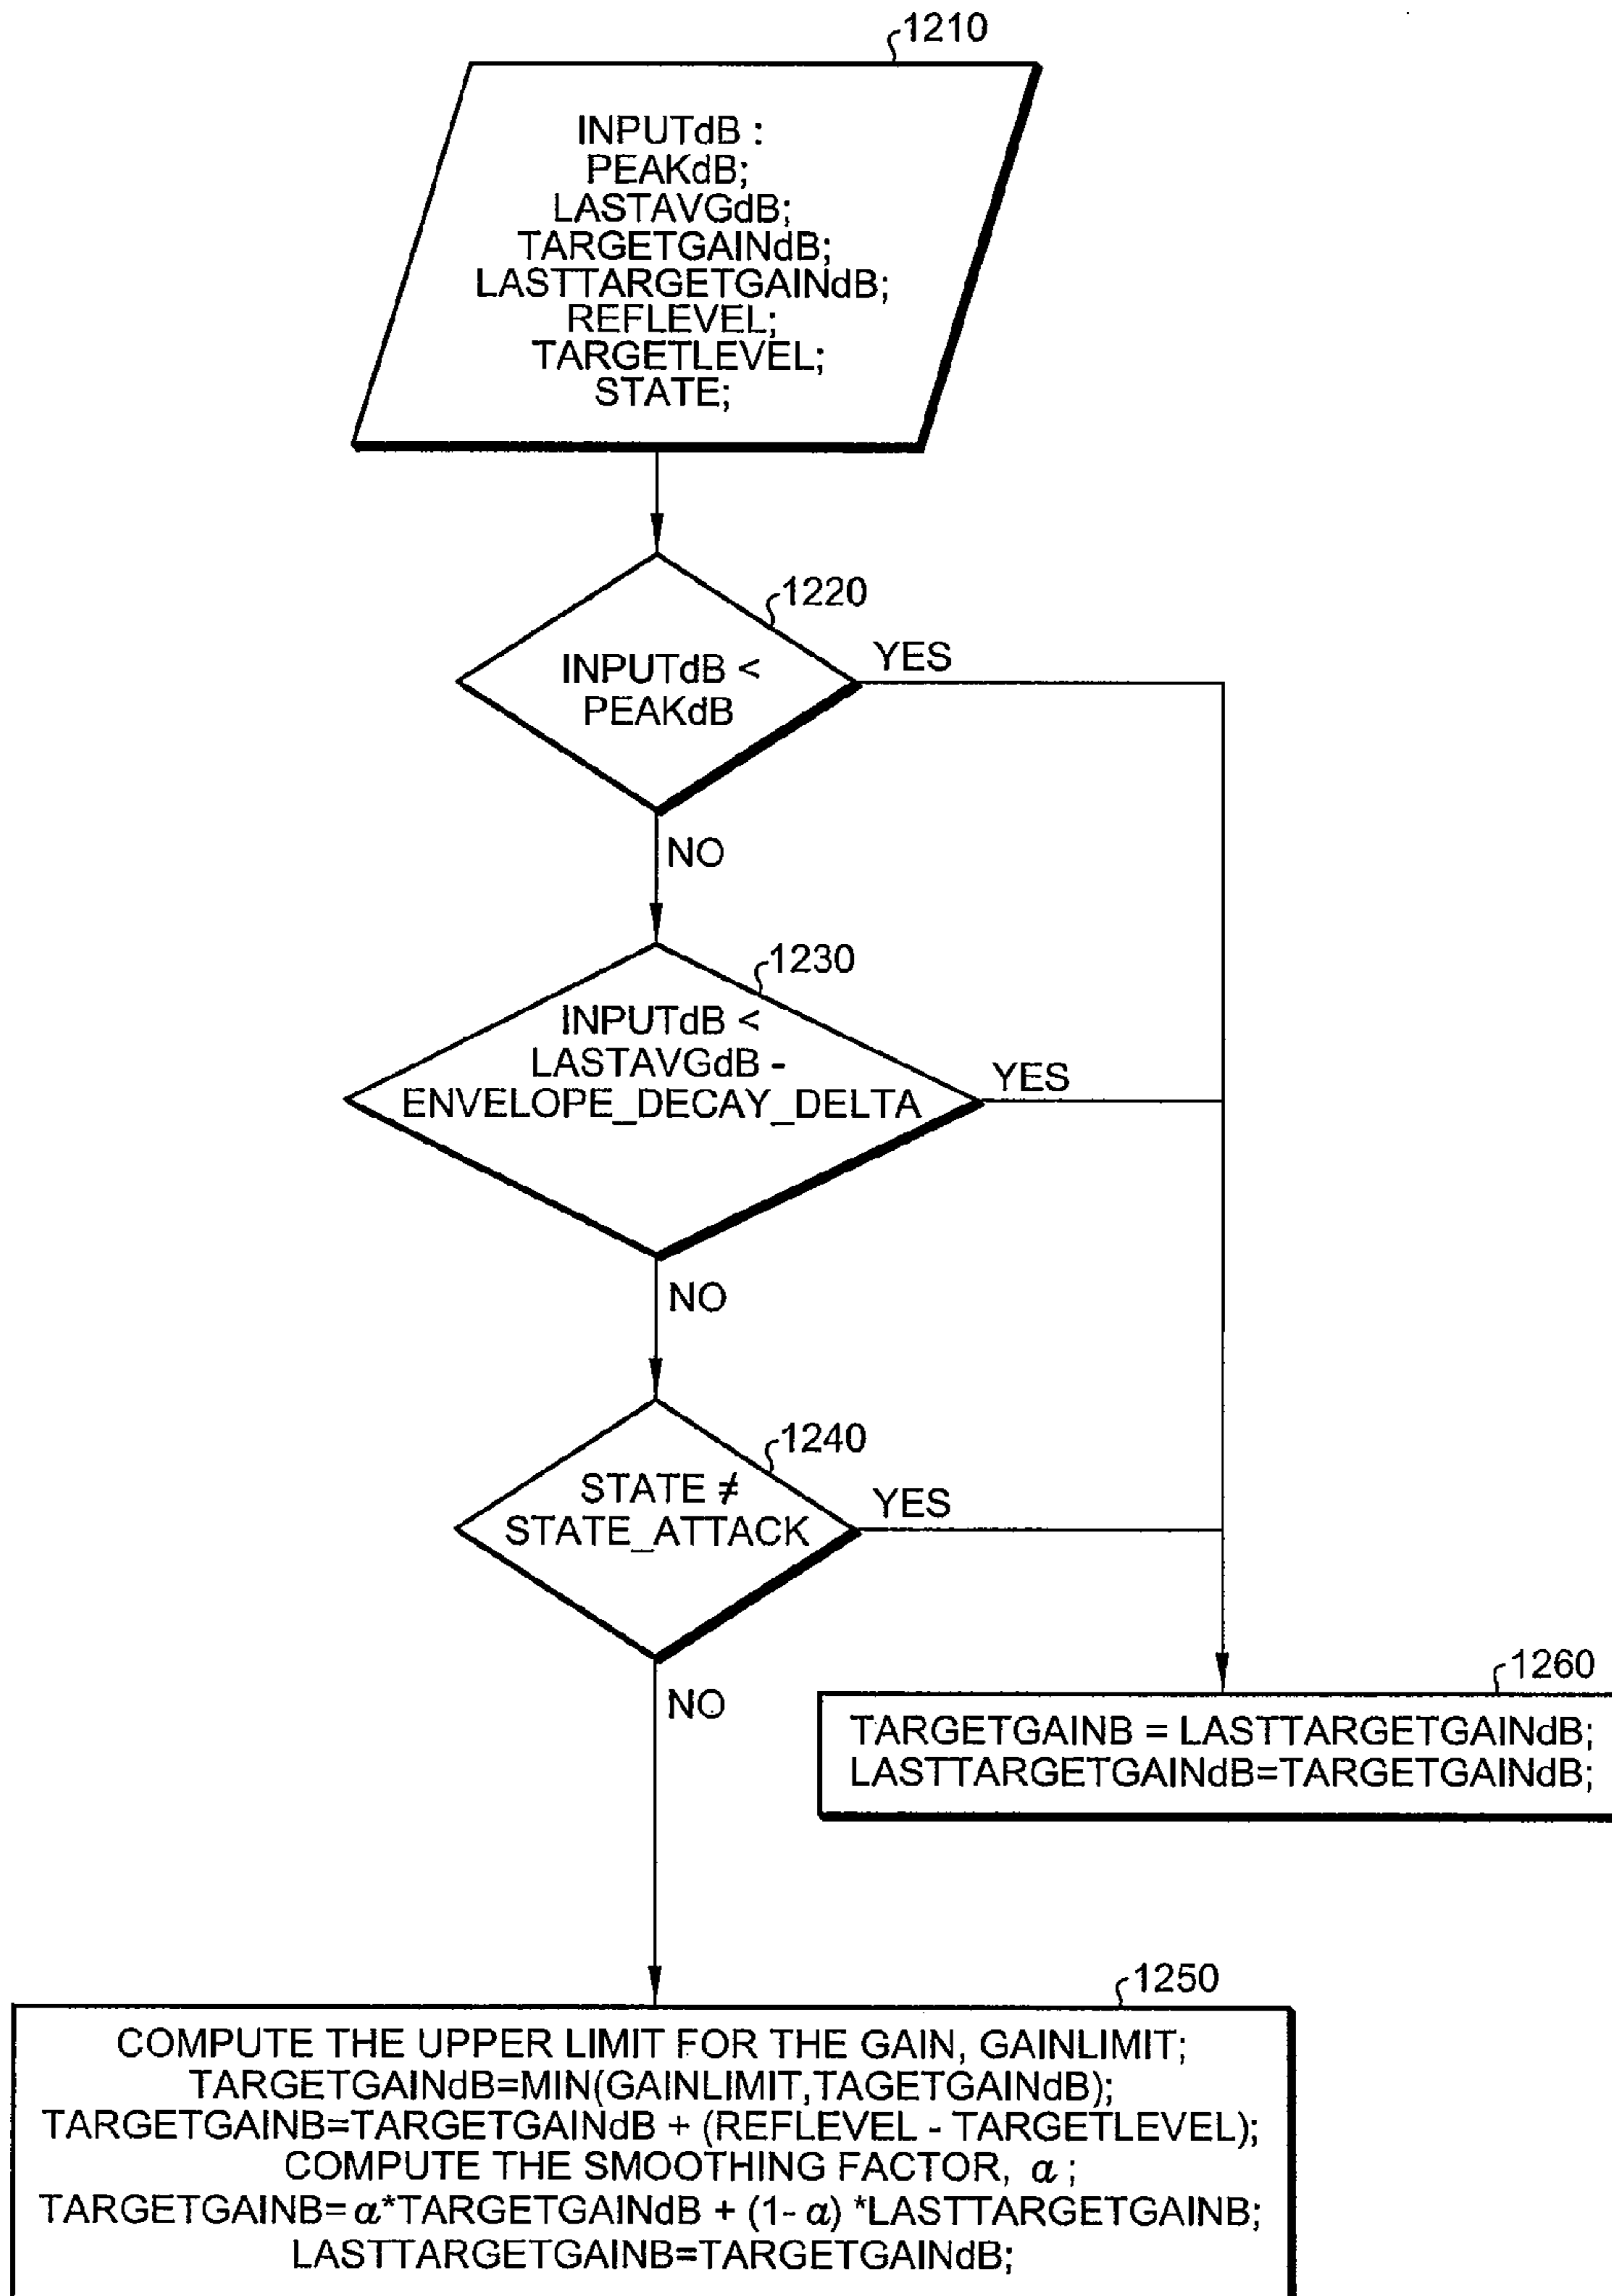 1210
INPUTdB :
PEAKdB;
LASTAVGdB;
TARGETGAINdB;
LASTTARGETGAINdB;
REFLEVEL;
TARGETLEVEL;
STATE;
1220
INPUTdB <
PEAKdB
YES
NO
1230
INPUTdB <
LASTAVGdB -
ENVELOPE_DECAY_DELTA
YES
NO
1240
STATE ≠
STATE_ATTACK
YES
NO
1260
TARGETGAINB = LASTTARGETGAINdB;
LASTTARGETGAINdB=TARGETGAINdB;
1250
COMPUTE THE UPPER LIMIT FOR THE GAIN, GAINLIMIT;
TARGETGAINdB=MIN(GAINLIMIT,TAGETGAINdB);
TARGETGAINB=TARGETGAINdB + (REFLEVEL - TARGETLEVEL);
COMPUTE THE SMOOTHING FACTOR, α ;
TARGETGAINB= α*TARGETGAINdB + (1- α) *LASTTARGETGAINB;
LASTTARGETGAINB=TARGETGAINdB;